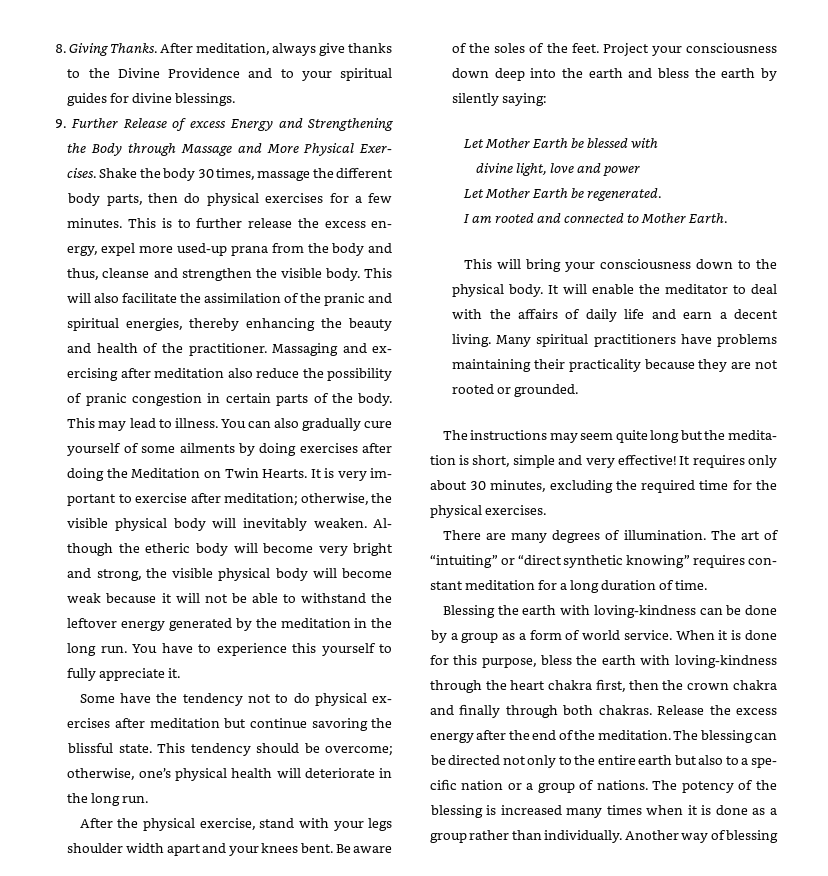 8. Giving Thanks. After meditation, always give thanks
to the Divine Providence and to your spiritual
guides for divine blessings.
9. Further Release of excess Energy and Strengthening
the Body through Massage and More Physical Exer-
cises. Shake the body 30 times, massage the different
body parts, then do physical exercises for a few
minutes. This is to further release the excess en-
ergy, expel more used-up prana from the body and
thus, cleanse and strengthen the visible body. This
will also facilitate the assimilation of the pranic and
spiritual energies, thereby enhancing the beauty
and health of the practitioner. Massaging and ex-
ercising after meditation also reduce the possibility
of pranic congestion in certain parts of the body.
This may lead to illness. You can also gradually cure
yourself of some ailments by doing exercises after
doing the Meditation on Twin Hearts. It is very im-
portant to exercise after meditation; otherwise, the
visible physical body will inevitably weaken. Al-
though the etheric body will become very bright
and strong, the visible physical body will become
weak because it will not be able to withstand the
leftover energy generated by the meditation in the
long run. You have to experience this yourself to
fully appreciate it.
Some have the tendency not to do physical ex-
ercises after meditation but continue savoring the
blissful state. This tendency should be overcome;
otherwise, one's physical health will deteriorate in
the long run.
After the physical exercise, stand with your legs
shoulder width apart and your knees bent. Be aware
of the soles of the feet. Project your consciousness
down deep into the earth and bless the earth by
silently saying:
Let Mother Earth be blessed with
divine light, love and power
Let Mother Earth be regenerated.
I am rooted and connected to Mother Earth.
This will bring your consciousness down to the
physical body. It will enable the meditator to deal
with the affairs of daily life and earn a decent
living. Many spiritual practitioners have problems
maintaining their practicality because they are not
rooted or grounded.
The instructions may seem quite long but the medita-
tion is short, simple and very effective! It requires only
about 30 minutes, excluding the required time for the
physical exercises.
There are many degrees of illumination. The art of
“intuiting” or “direct synthetic knowing” requires con-
stant meditation for a long duration of time.
Blessing the earth with loving-kindness can be done
by a group as a form of world service. When it is done
for this purpose, bless the earth with loving-kindness
through the heart chakra first, then the crown chakra
and finally through both chakras. Release the excess
energy after the end of the meditation. The blessing can
be directed not only to the entire earth but also to a spe-
cific nation or a group of nations. The potency of the
blessing is increased many times when it is done as a
group rather than individually. Another way of blessing